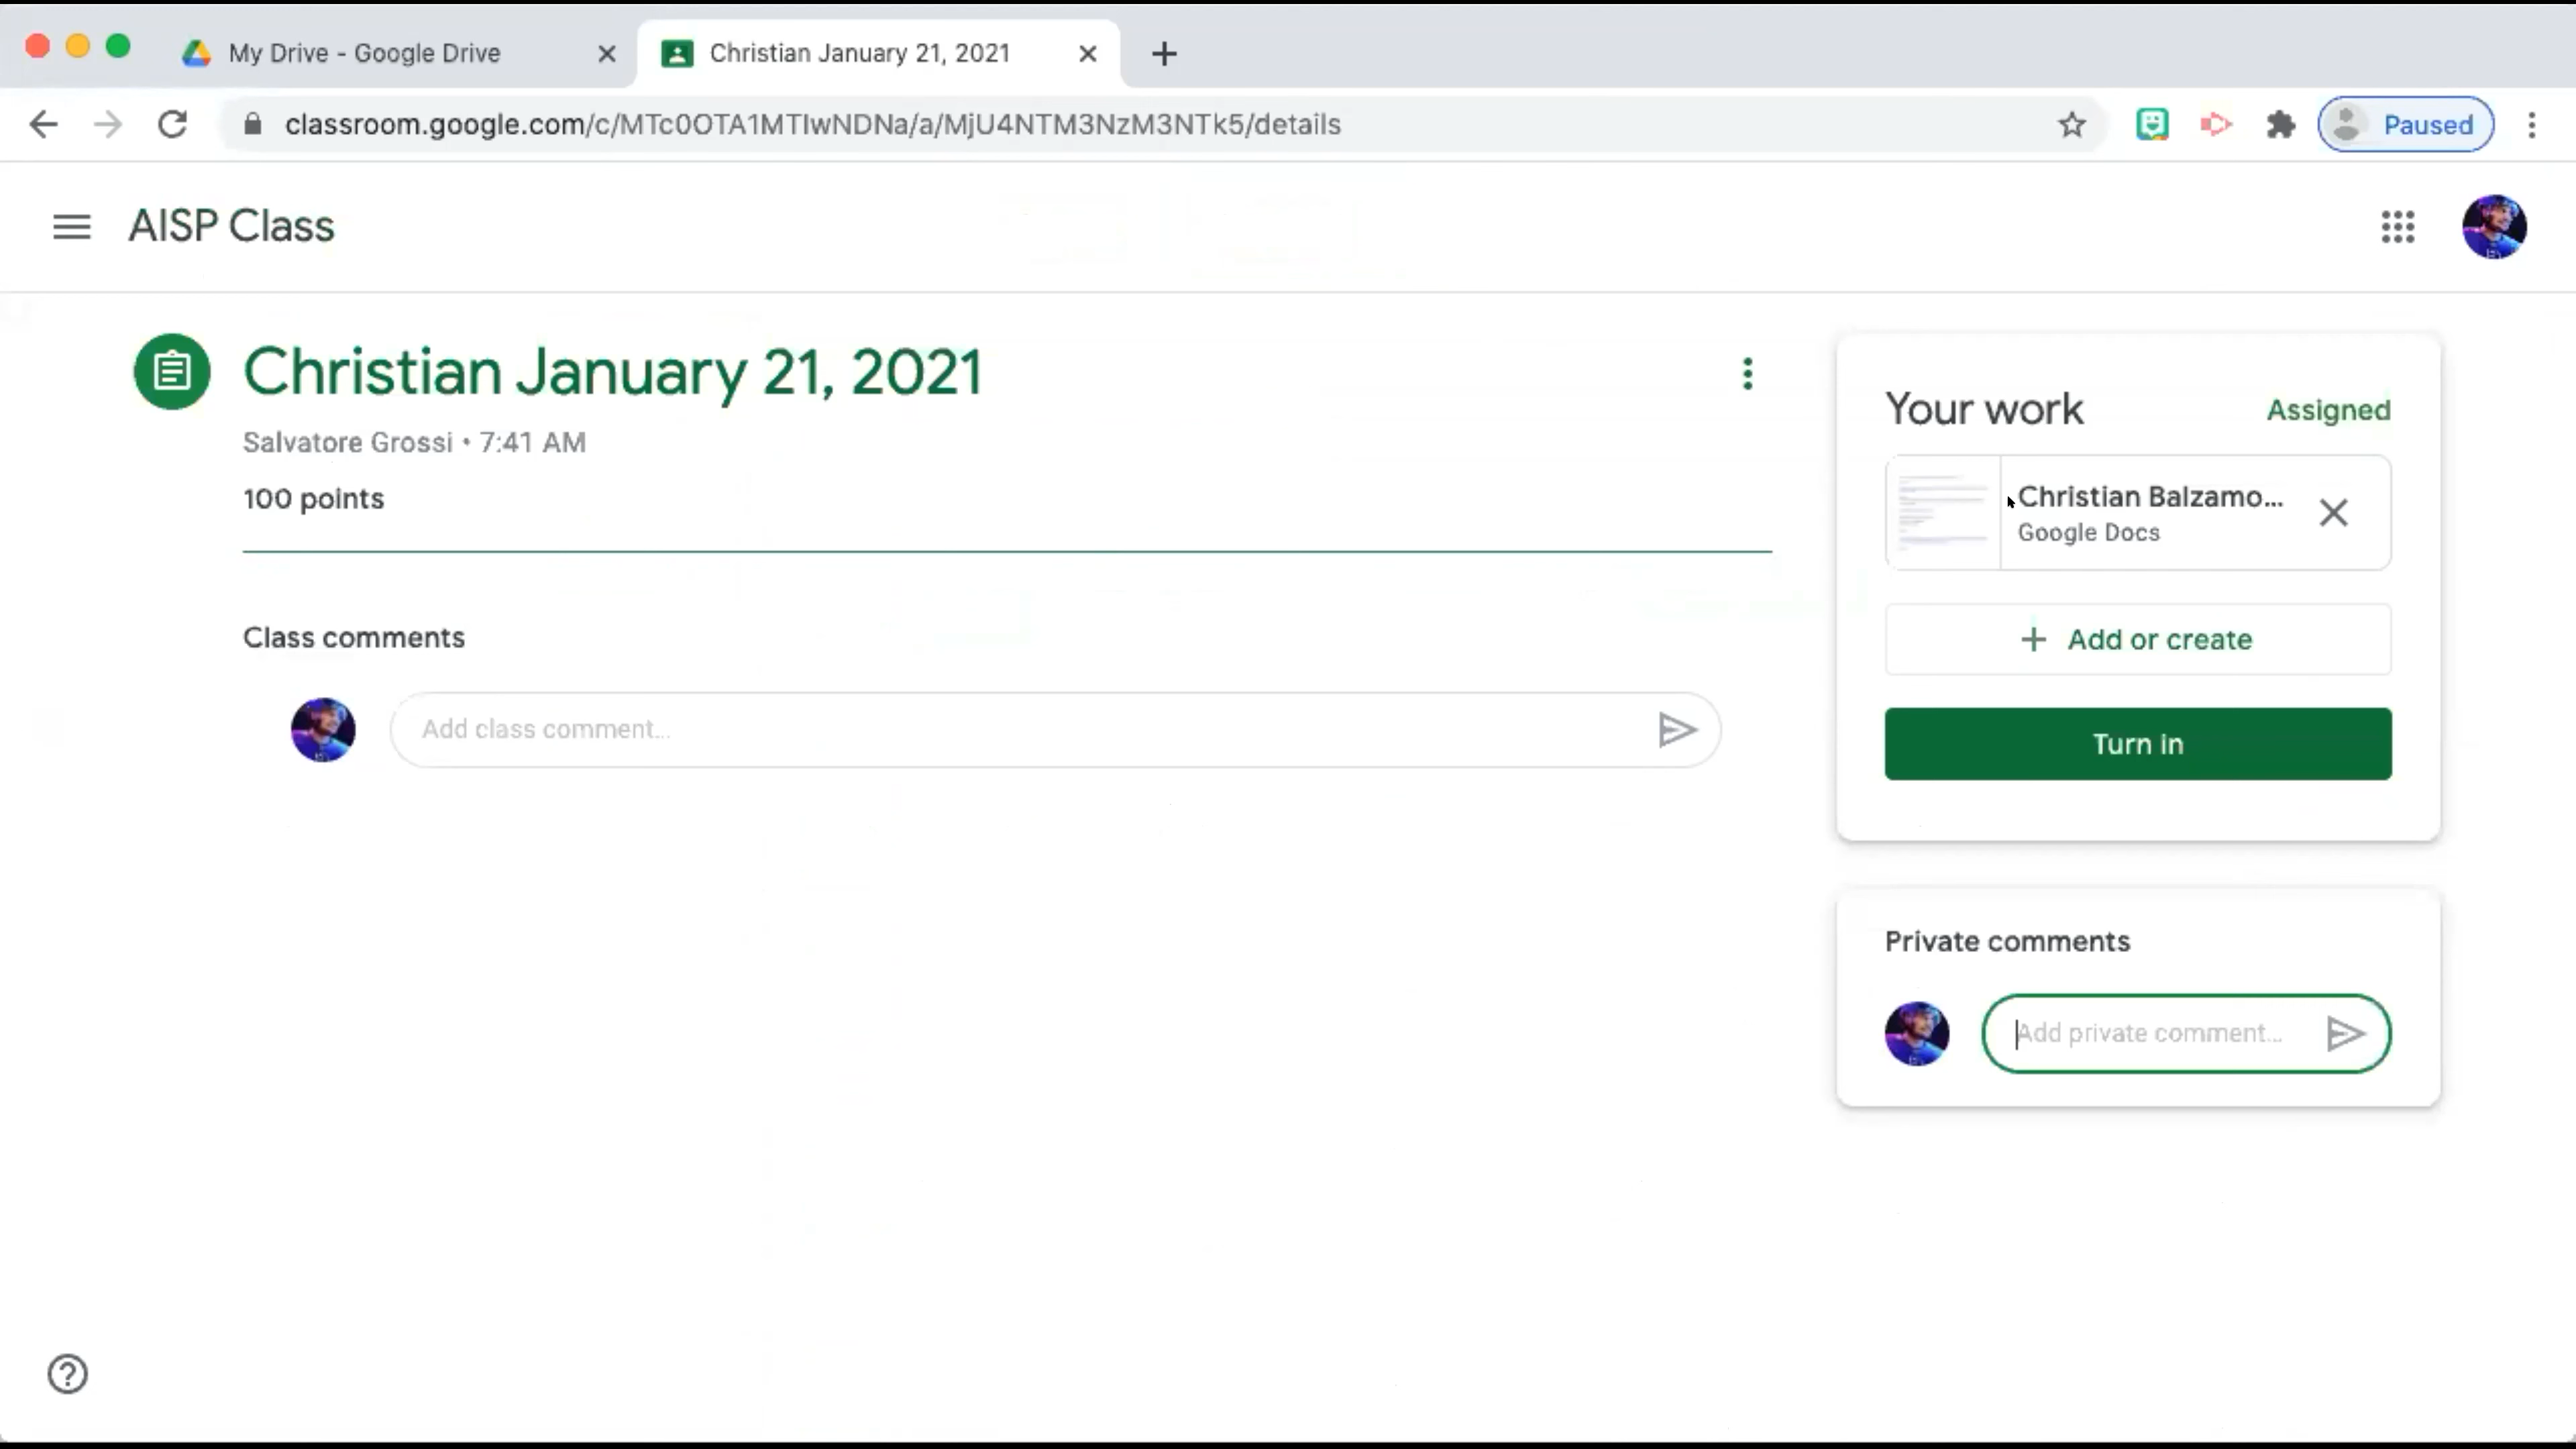 My Drive - Google Drive
Christian January 21, 2021
classroom.google.com/c/MTc0OTA1MTIwNDNa/a/MjU4NTM3NzM3NTk5/details
Paused
AISP Class
Christian January 21, 2021
Salvatore Grossi • 7:41 AM
100 points
Class comments
Add class comment...
Your work
Assigned
Christian Balzamo...
Google Docs
+ Add or create
Turn in
Private comments
Add private comment...